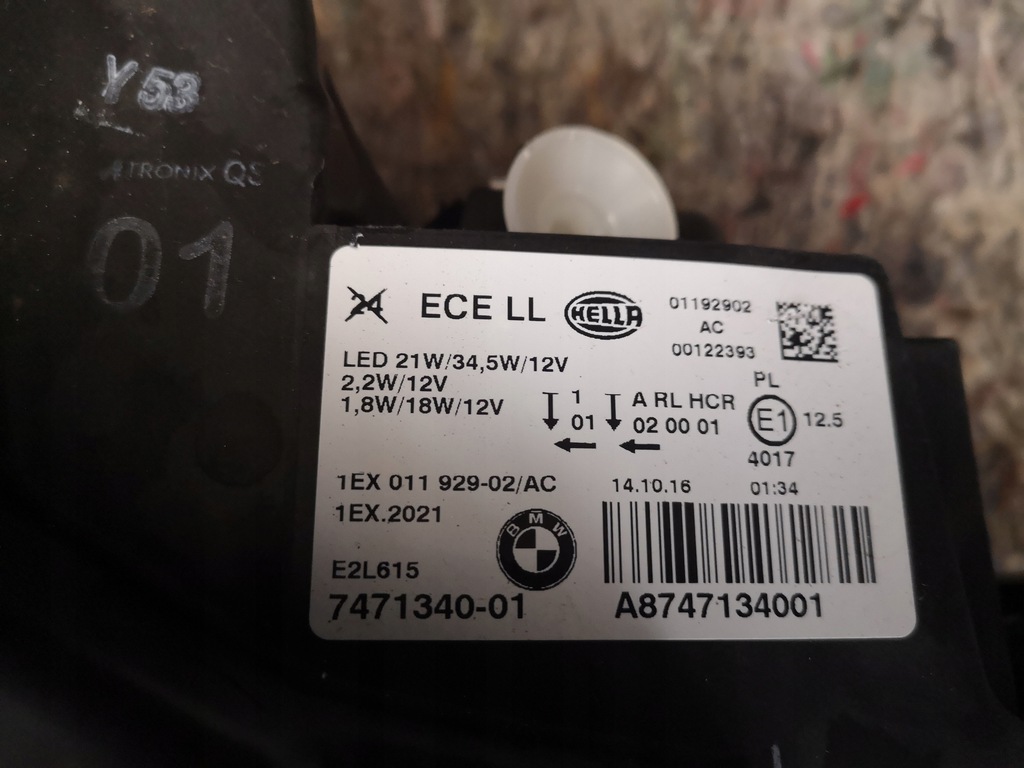 Y 53
ATRONIX
01
24 ECE LL HELLA
01192902
AC
00122393
LED 21W/34,5W/12V
2,2W/12V
1,8W/18W/12V
1 A RL HCR
01 02 00 01
PL
E1 12.5
4017
1EX 011 929-02/AC 14.10.16 01:34
1EX.2021
BMW
E2L615
7471340-01 A8747134001